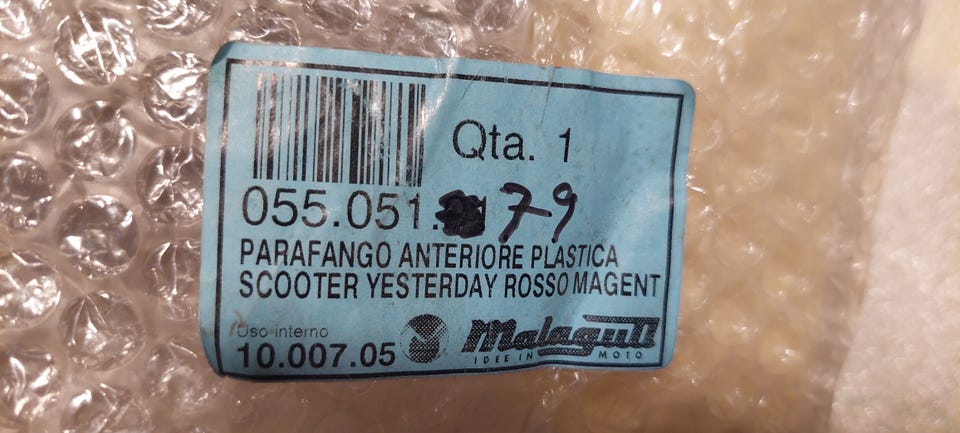 Qta. 1
055.051. 79
PARAFANGO ANTERIORE PLASTICA
SCOOTER YESTERDAY ROSSO MAGENT
Uso interno
10.007.05
Malaguti
IDEE IN MOTO